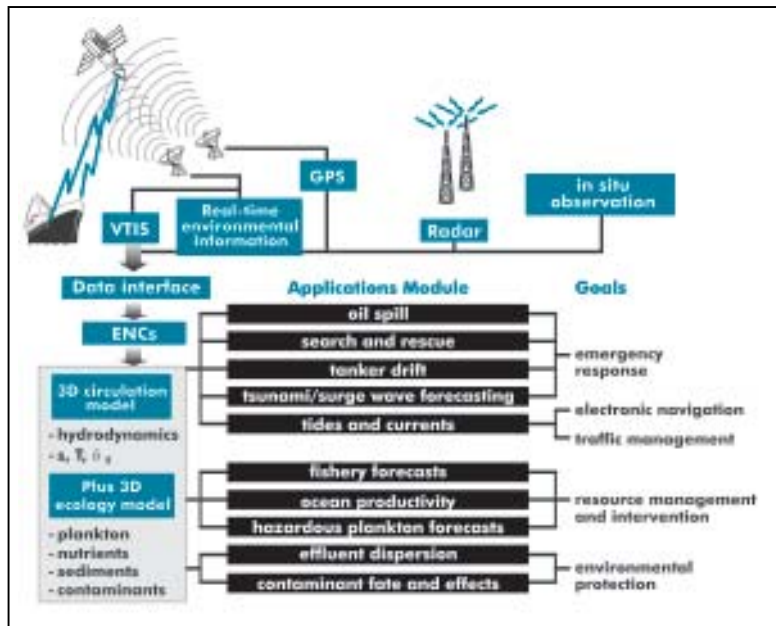 GPS
in situ
observation
VTIS
Real-time
environmental
information
Radar
Data interface
Applications Module
Goals
ENCs
oil spill
search and rescue
tanker drift
tsunami/surge wave forecasting
tides and currents
emergency
response
electronic navigation
traffic management
3D circulation
model
- hydrodynamics
- s, T,
Plus 3D
ecology model
- plankton
- nutrients
- sediments
- contaminants
fishery forecasts
ocean productivity
hazardous plankton forecasts
effluent dispersion
contaminant fate and effects
resource management
and intervention
environmental
protection